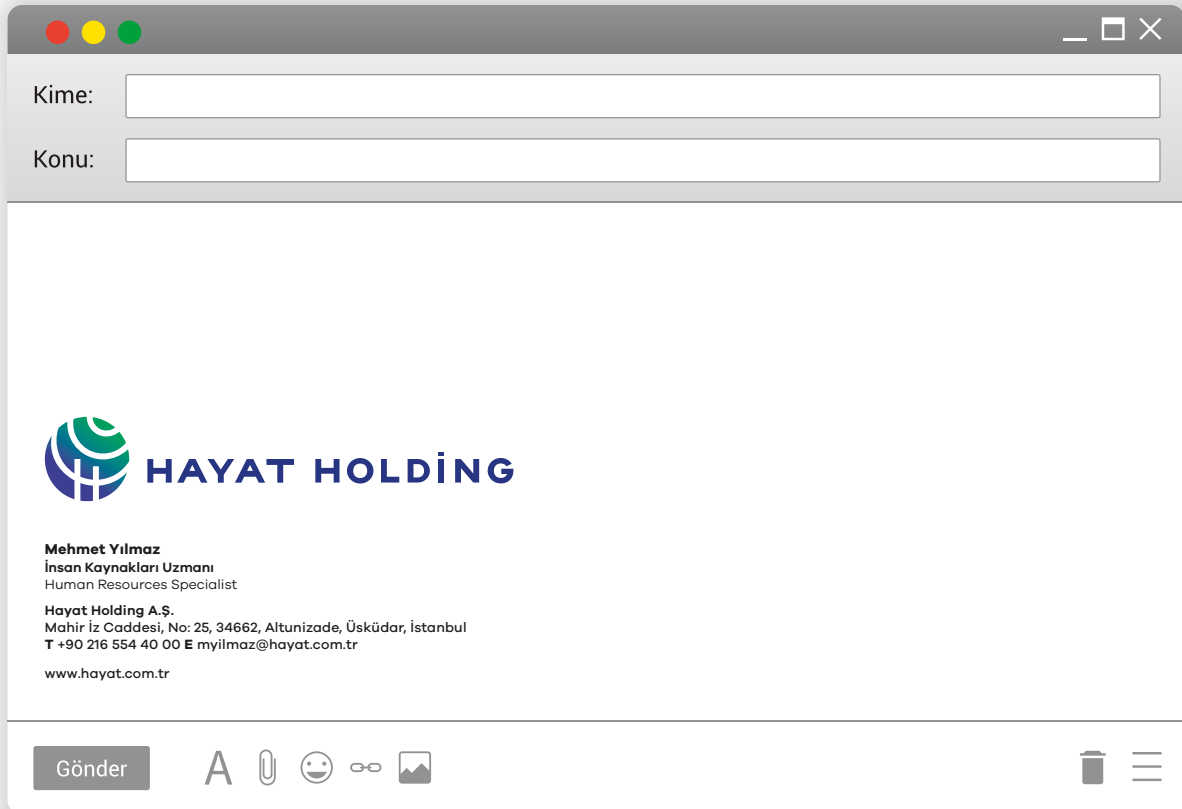 Kime:
Konu:
HAYAT HOLDİNG
Mehmet Yılmaz
İnsan Kaynakları Uzmanı
Human Resources Specialist
Hayat Holding A.Ş.
Mahir İz Caddesi, No: 25, 34662, Altunizade, Üsküdar, İstanbul
T +90 216 554 40 00 E myilmaz@hayat.com.tr
www.hayat.com.tr
Gönder
A